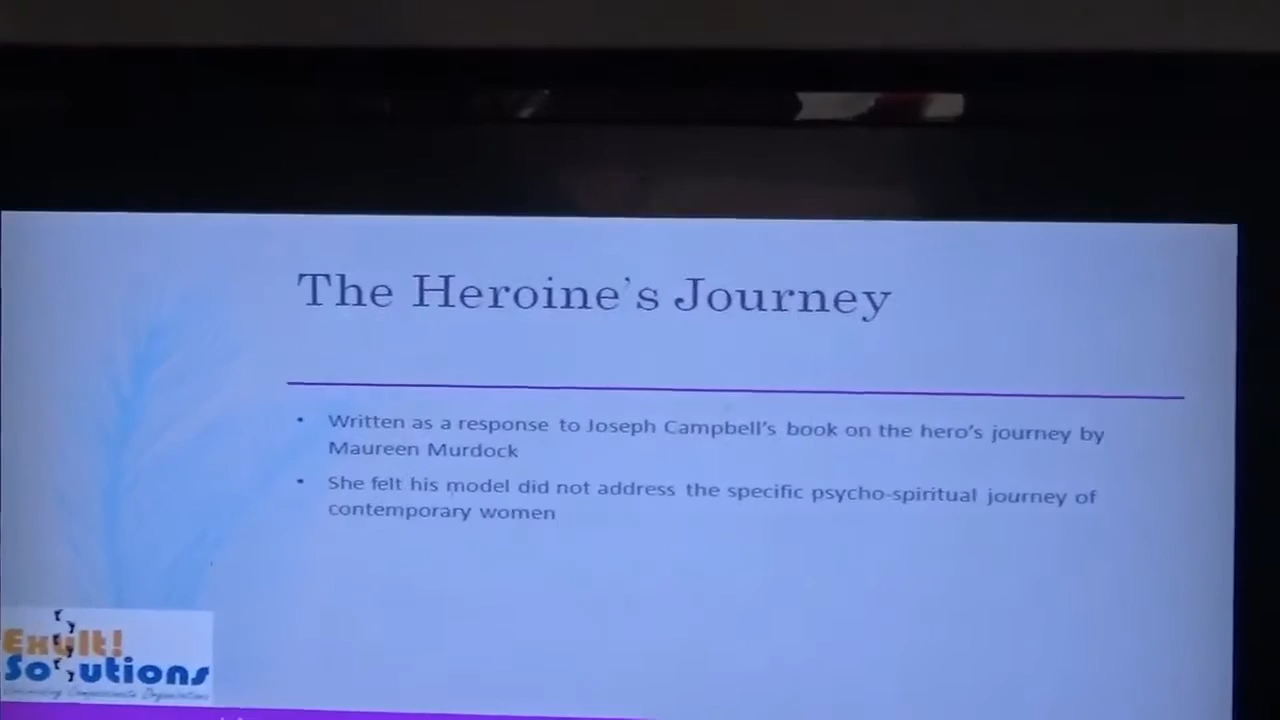 The Heroine's Journey
• Written as a response to Joseph Campbell's book on the hero's journey by
Maureen Murdock
• She felt his model did not address the specific psycho-spiritual journey of
contemporary women
Exult!
Solutions